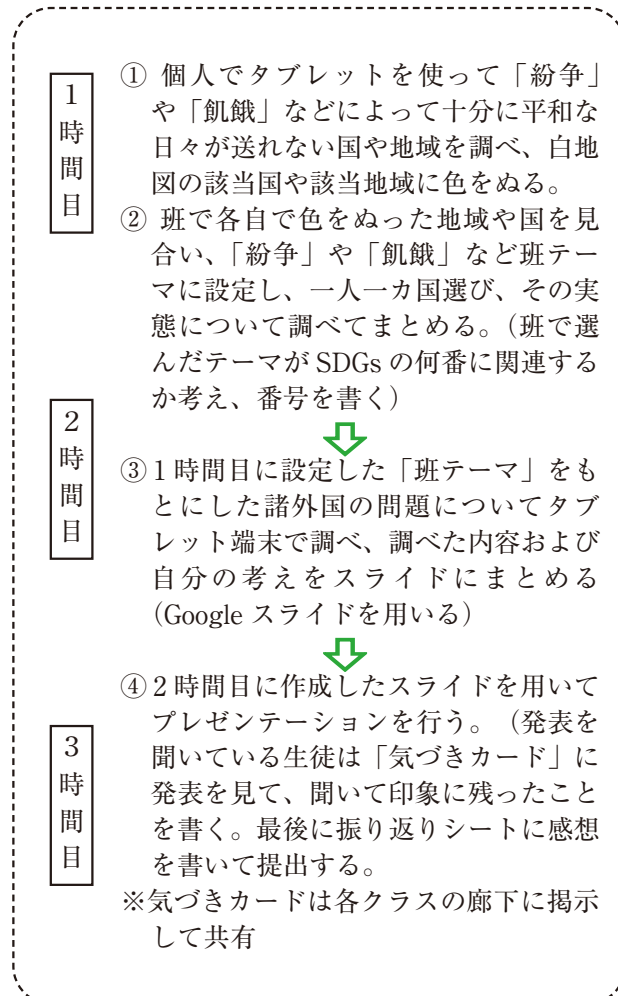 1時間目
① 個人でタブレットを使って「紛争」
や「飢餓」などによって十分に平和な
日々が送れない国や地域を調べ、白地
図の該当国や該当地域に色をぬる。
② 班で各自で色をぬった地域や国を見
合い、「紛争」や「飢餓」など班テー
マに設定し、一人一カ国選び、その実
態について調べてまとめる。（班で選
んだテーマが SDGs の何番に関連する
か考え、番号を書く）
2時間目
③ 1時間目に設定した「班テーマ」をも
とにした諸外国の問題についてタブ
レット端末で調べ、調べた内容および
自分の考えをスライドにまとめる
（Google スライドを用いる）
3時間目
④ 2時間目に作成したスライドを用いて
プレゼンテーションを行う。（発表を
聞いている生徒は「気づきカード」に
発表を見て、聞いて印象に残ったこと
を書く。最後に振り返りシートに感想
を書いて提出する。
※気づきカードは各クラスの廊下に掲示
して共有